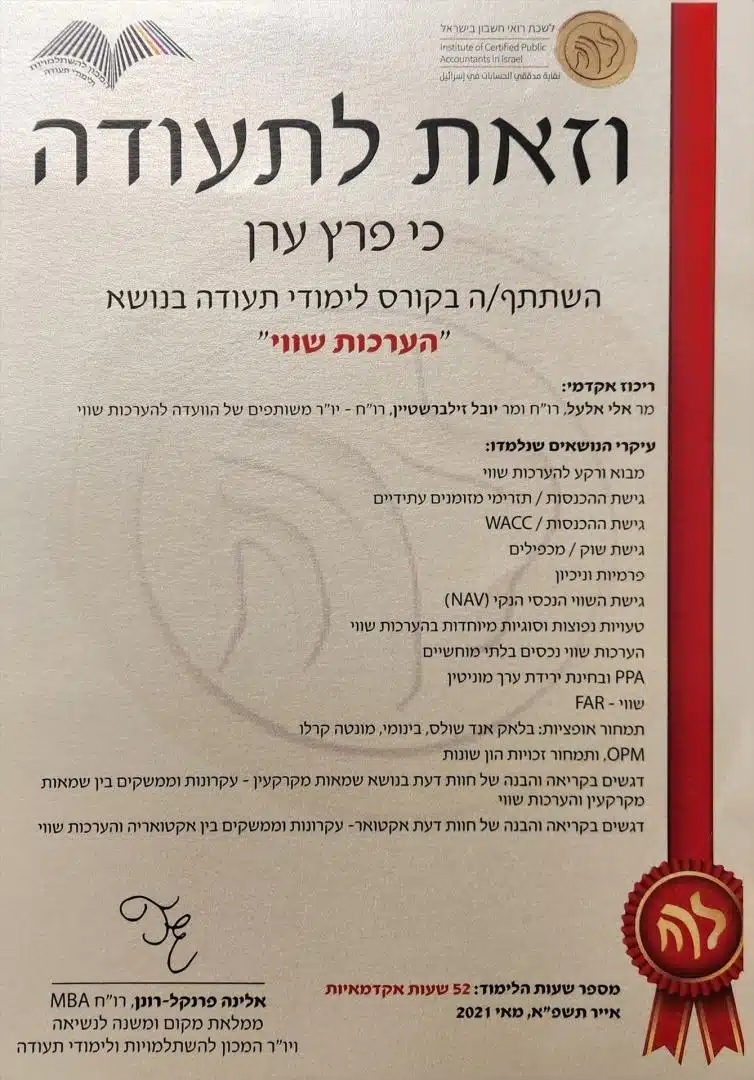 לשכת רואי חשבון בישראל
Institute of Certified Public
Accountants in Israel
نقابة مدققي الحسابات في إسرائيل
המכון להשתלמויות
ולימודי תעודה
וזאת לתעודה
כי פרץ ערן
השתתף/ה בקורס לימודי תעודה בנושא
"הערכות שווי"
ריכוז אקדמי:
מר אלי אלעל, רו"ח ומר יובל זילברשטיין, רו"ח - יו"ר משותפים של הוועדה להערכות שווי
עיקרי הנושאים שנלמדו:
מבוא ורקע להערכות שווי
גישת ההכנסות / תזרימי מזומנים עתידיים
גישת ההכנסות / WACC
גישת שוק / מכפילים
פרמיות וניכיון
גישת השווי הנכסי הנקי (NAV)
טעויות נפוצות וסוגיות מיוחדות בהערכות שווי
הערכות שווי נכסים בלתי מוחשיים
PPA ובחינת ירידת ערך מוניטין
שווי - FAR
תמחור אופציות: בלאק אנד שולס, בינומי, מונטה קרלו
OPM, ותמחור זכויות הון שונות
דגשים בקריאה והבנה של חוות דעת בנושא שמאות מקרקעין - עקרונות וממשקים בין שמאות
מקרקעין והערכות שווי
דגשים בקריאה והבנה של חוות דעת אקטואר- עקרונות וממשקים בין אקטואריה והערכות שווי
מספר שעות הלימוד: 52 שעות אקדמאיות
אייר תשפ"א, מאי 2021
אלינה פרנקל-רונן, רו"ח MBA
ממלאת מקום ומשנה לנשיאה
ויו"ר המכון להשתלמויות ולימודי תעודה